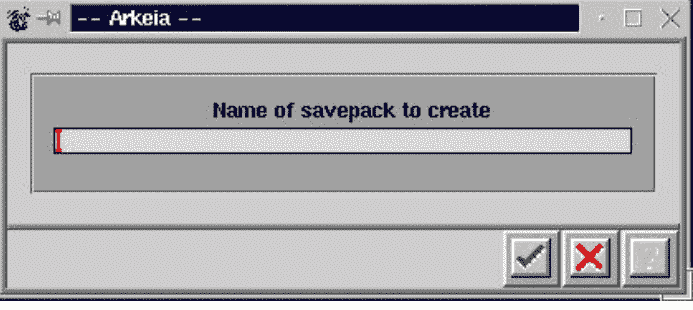 -- Arkeia --
Name of savepack to create
?